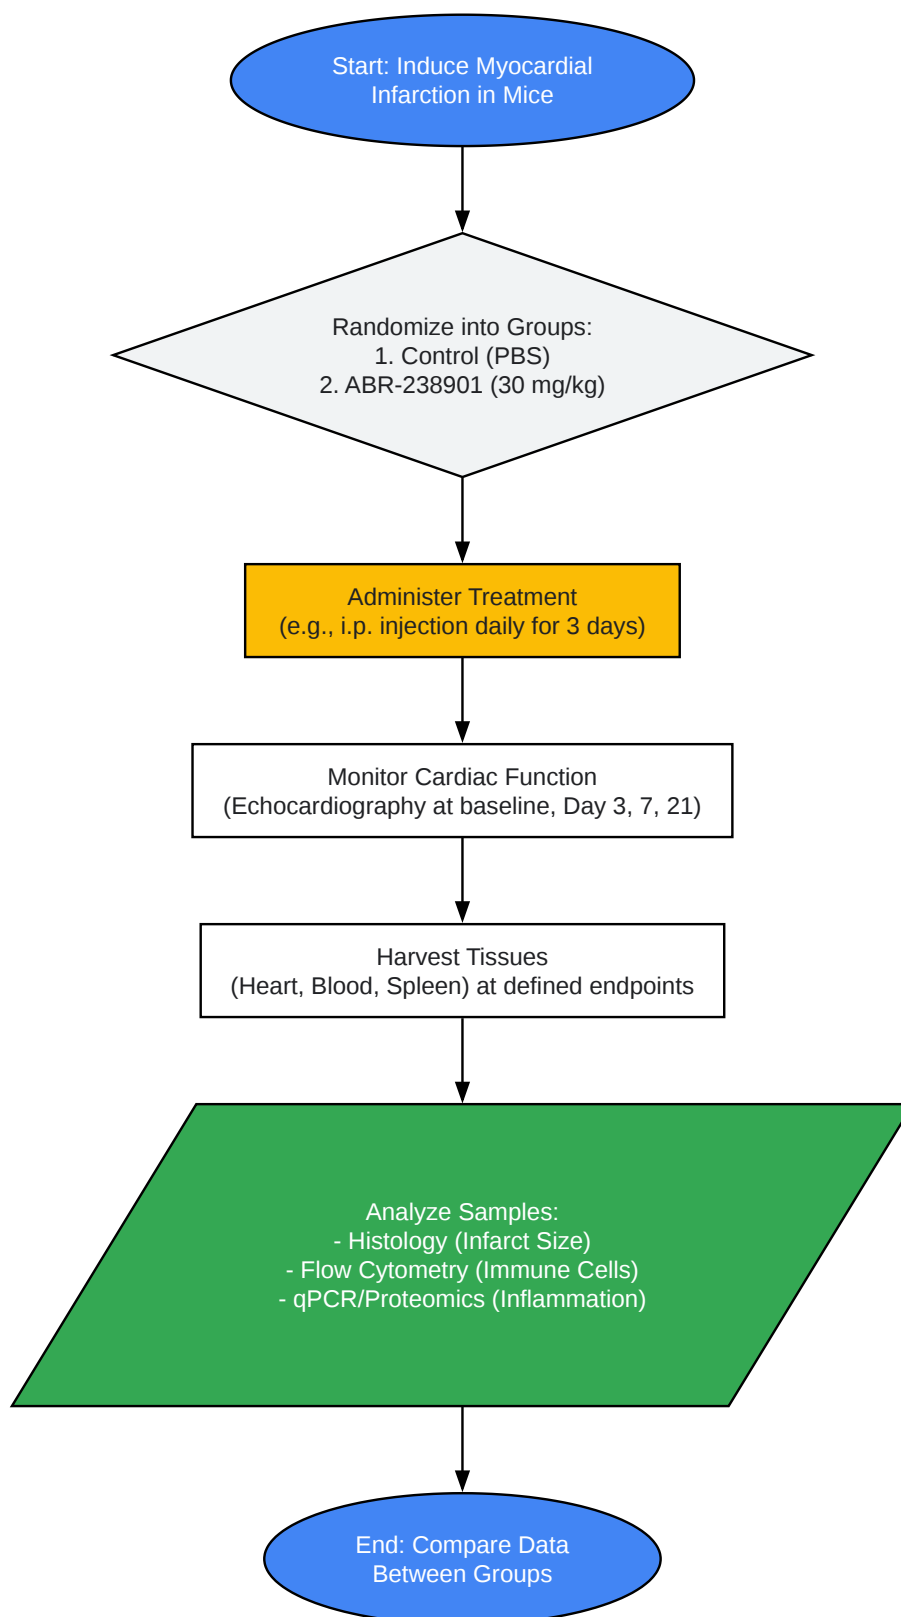 Start: Induce Myocardial
Infarction in Mice
Randomize into Groups:
1. Control (PBS)
2. ABR-238901 (30 mg/kg)
Administer Treatment
(e.g., i.p. injection daily for 3 days)
Monitor Cardiac Function
(Echocardiography at baseline, Day 3, 7, 21)
Harvest Tissues
(Heart, Blood, Spleen) at defined endpoints
Analyze Samples:
- Histology (Infarct Size)
- Flow Cytometry (Immune Cells)
- qPCR/Proteomics (Inflammation)
End: Compare Data
Between Groups